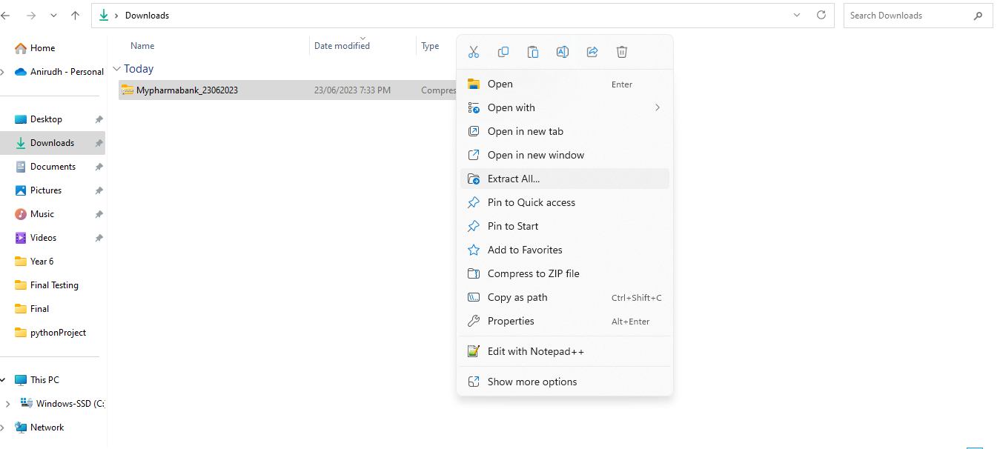 Downloads
Search Downloads
Home
Anirudh - Personal
Desktop
Downloads
Documents
Pictures
Music
Videos
Year 6
Final Testing
Final
pythonProject
This PC
Windows-SSD (C:
Network
Name Date modified Type
Today
Mypharmabank_23062023 23/06/2023 7:33 PM Compres
Open Enter
Open with
Open in new tab
Open in new window
Extract All...
Pin to Quick access
Pin to Start
Add to Favorites
Compress to ZIP file
Copy as path Ctrl+Shift+C
Properties Alt+Enter
Edit with Notepad++
Show more options